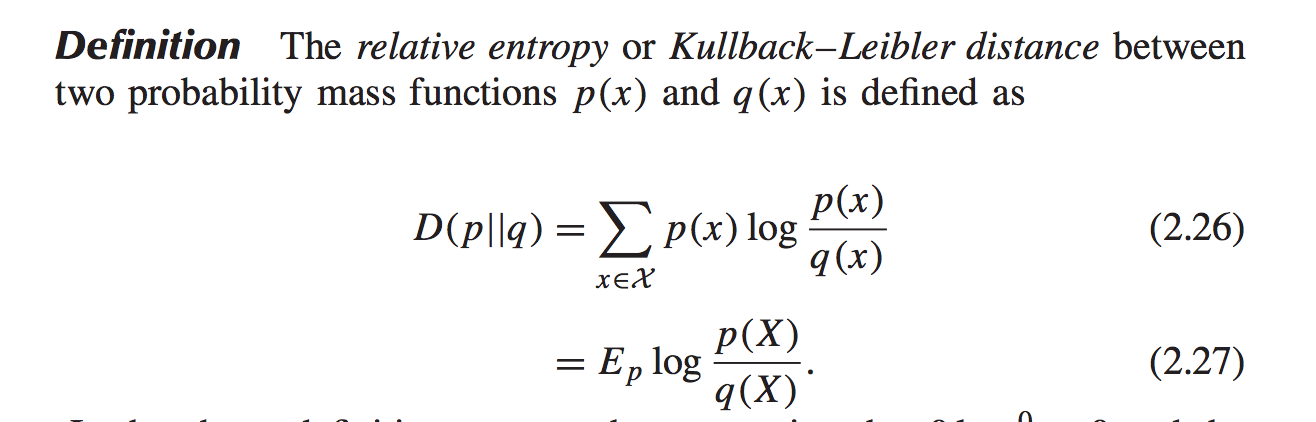 Definition The relative entropy or Kullback–Leibler distance between
two probability mass functions p(x) and q(x) is defined as
D(p||q) = ∑_{x∈𝒳} p(x) log p(x)/q(x) (2.26)
= E_p log p(X)/q(X). (2.27)